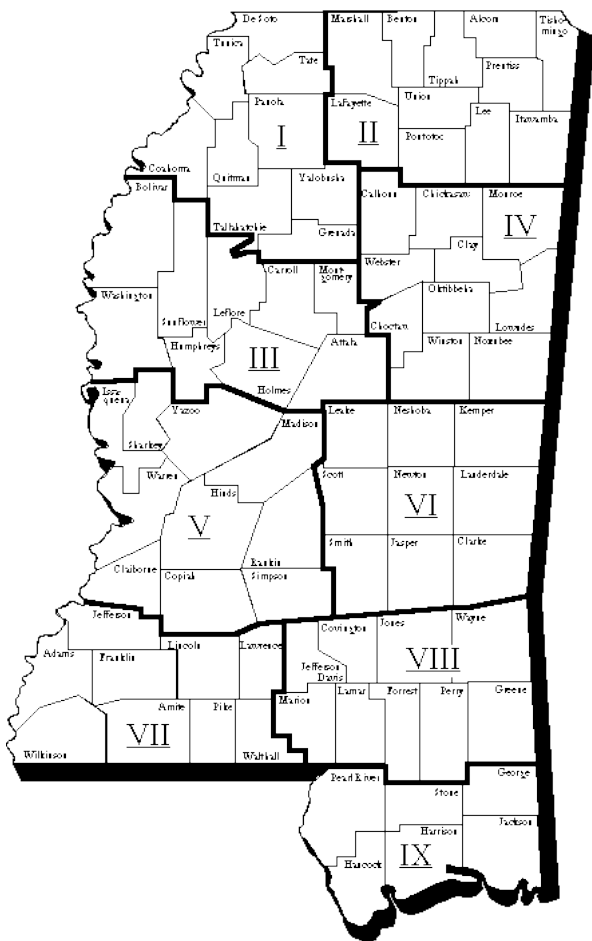 De Soto
Marshall
Benton
Alcorn
Tisho-
mingo
Tunica
Tate
Tippah
Prentiss
Panola
LaFayette
Union
Lee
Itawamba
I
II
Pontotoc
Coahoma
Quitman
Yalobusha
Bolivar
Calhoun
Chickasaw
Monroe
Tallahatchie
Grenada
IV
Clay
Webster
Carroll
Mont-
gomery
Washington
Sunflower
Leflore
Oktibbeha
Choctaw
Lowndes
Humphreys
Attala
Winston
Noxubee
III
Holmes
Issa-
quena
Yazoo
Madison
Leake
Neshoba
Kemper
Sharkey
Warren
Scott
Newton
Lauderdale
Hinds
VI
V
Smith
Jasper
Clarke
Claiborne
Copiah
Rankin
Simpson
Jefferson
Covington
Jones
Wayne
Adams
Franklin
Lincoln
Lawrence
VIII
Jefferson
Davis
Marion
Lamar
Forrest
Perry
Greene
Amite
Pike
VII
Wilkinson
Walthall
Pearl River
Stone
George
Jackson
Harrison
Hancock
IX